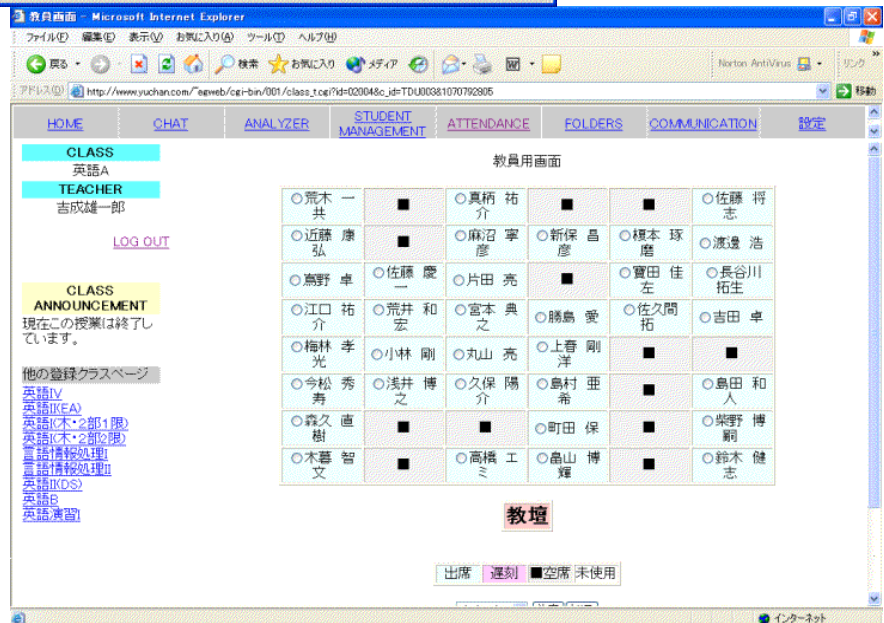 教員画面 - Microsoft Internet Explorer
ファイル(F) 編集(E) 表示(V) お気に入り(A) ツール(T) ヘルプ(H)
戻る 検索 お気に入り メディア Norton AntiVirus リンク
アドレス(D) http://www.yuchan.com/~egweb/cgi-bin/001/class_t.cgi?id=02004&c_id=TDU00381070792805 移動
HOME CHAT ANALYZER STUDENT MANAGEMENT ATTENDANCE FOLDERS COMMUNICATION 設定
CLASS
英語A
TEACHER
吉成雄一郎
LOG OUT
CLASS
ANNOUNCEMENT
現在この授業は終了し
ています。
他の登録クラスページ
英語IV
英語II(EA)
英語I(木・2部1限)
英語I(木・2部2限)
言語情報処理I
言語情報処理II
英語II(DS)
英語B
英語演習I
教員用画面
○荒木 一共 ■ ○真柄 祐介 ■ ■ ○佐藤 将志
○近藤 康弘 ■ ○麻沼 寧彦 ○新保 昌彦 ○榎本 琢磨 ○渡邊 浩
○蔦野 卓 ○佐藤 慶一 ○片田 亮 ■ ○寶田 佳左 ○長谷川 拓生
○江口 祐介 ○荒井 和宏 ○宮本 典之 ○勝島 愛 ○佐久間 拓 ○吉田 卓
○梅林 孝光 ○小林 剛 ○丸山 亮 ○上春 剛洋 ■ ■
○今松 秀寿 ○浅井 博之 ○久保 陽介 ○島村 亜希 ■ ○島田 和人
○森久 直樹 ■ ■ ○町田 保 ■ ○柴野 博嗣
○木暮 智文 ■ ○高橋 エミ ○畠山 博輝 ■ ○鈴木 健志
教壇
出席 遅刻 ■空席 未使用
インターネット